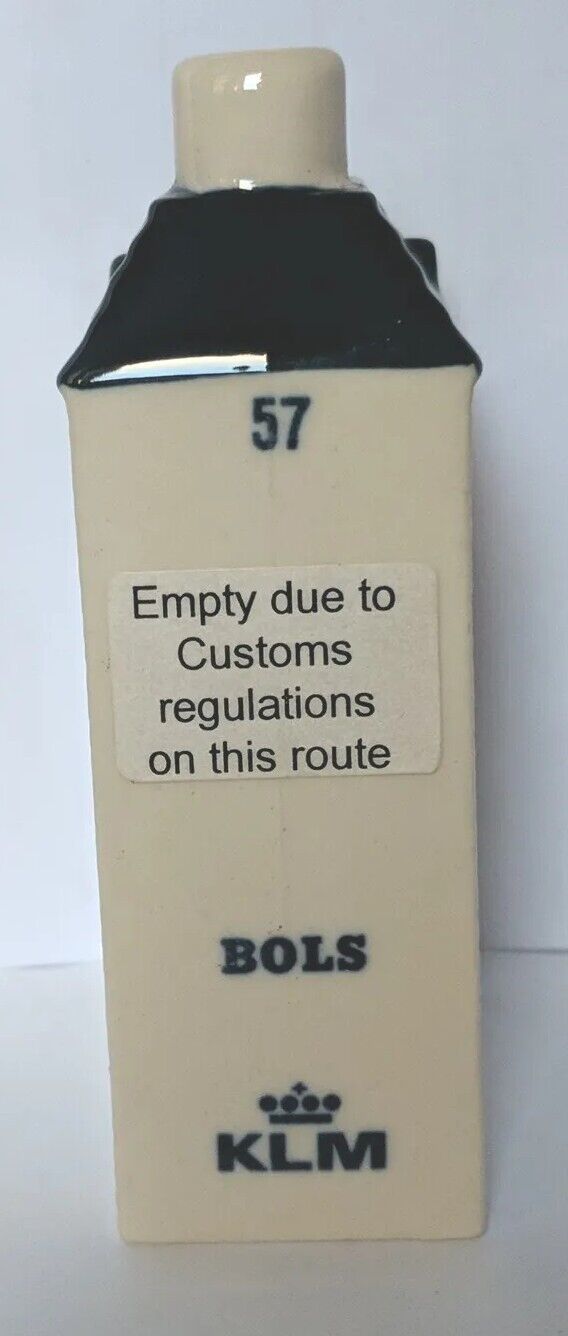 57
Empty due to
Customs
regulations
on this route
BOLS
KLM